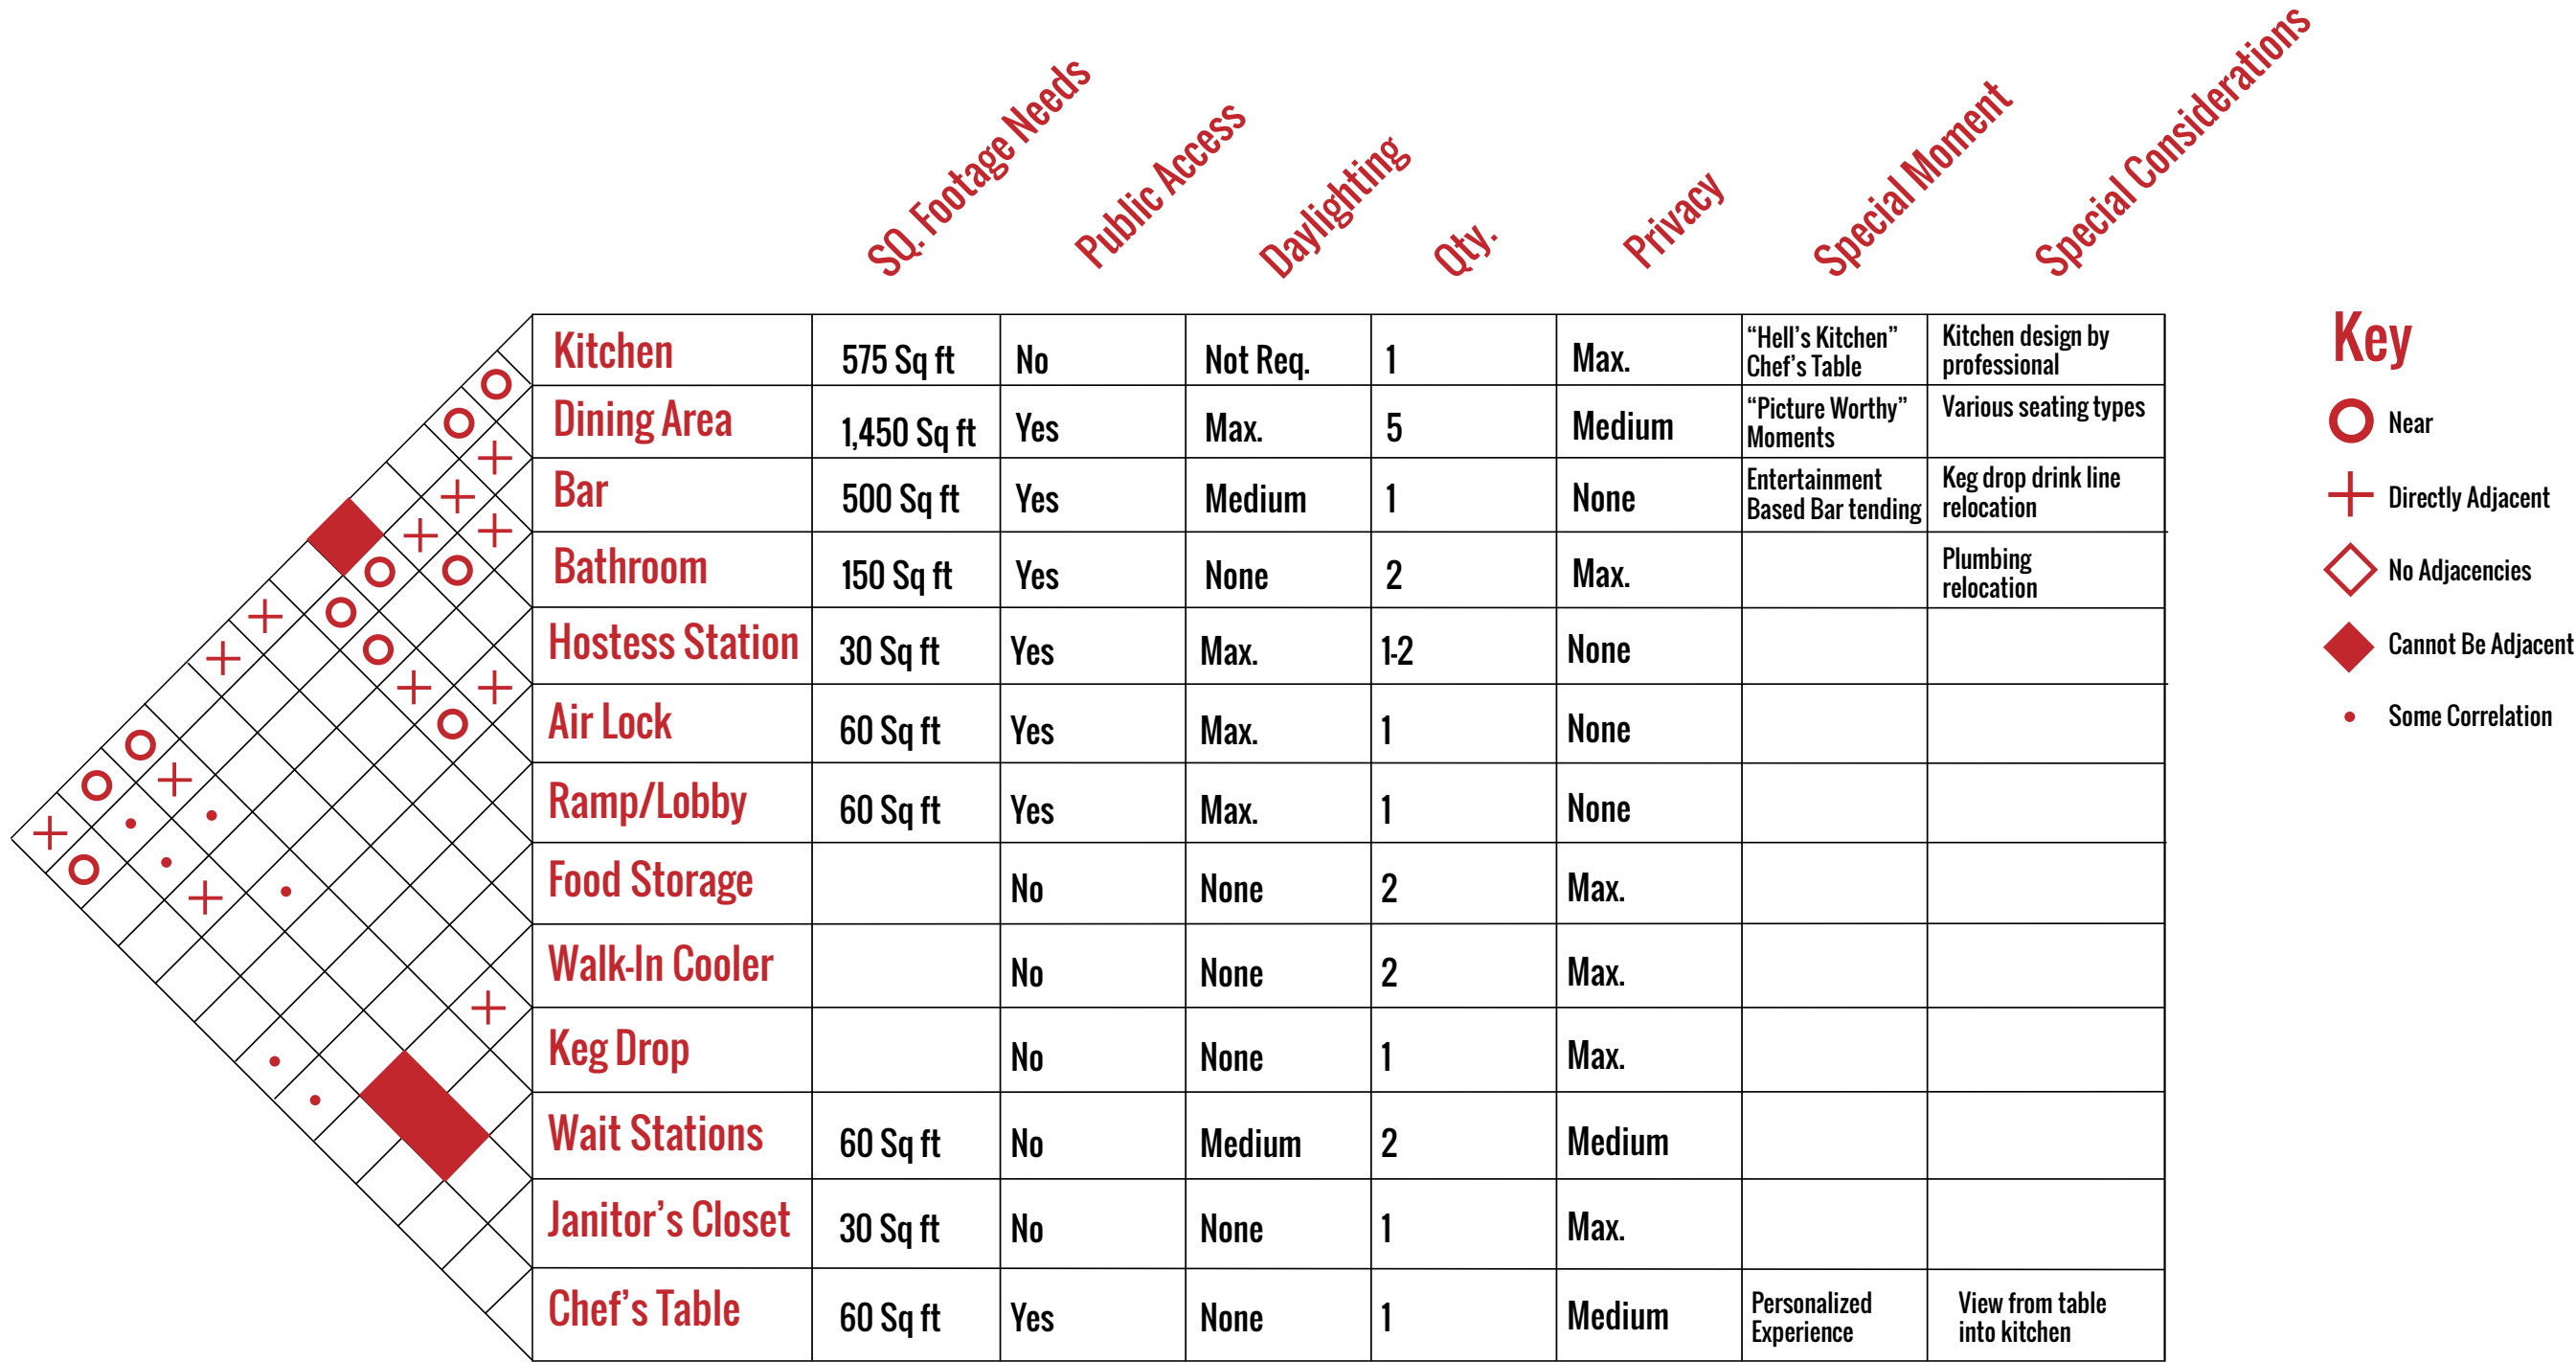 SQ. Footage Needs
Public Access
Daylighting
Qty.
Privacy
Special Moment
Special Considerations
Kitchen
575 Sq ft
No
Not Req.
1
Max.
“Hell’s Kitchen”
Chef’s Table
Kitchen design by
professional
Dining Area
1,450 Sq ft
Yes
Max.
5
Medium
“Picture Worthy”
Moments
Various seating types
Bar
500 Sq ft
Yes
Medium
1
None
Entertainment
Based Bar tending
Keg drop drink line
relocation
Bathroom
150 Sq ft
Yes
None
2
Max.
Plumbing
relocation
Hostess Station
30 Sq ft
Yes
Max.
1-2
None
Air Lock
60 Sq ft
Yes
Max.
1
None
Ramp/Lobby
60 Sq ft
Yes
Max.
1
None
Food Storage
No
None
2
Max.
Walk-In Cooler
No
None
2
Max.
Keg Drop
No
None
1
Max.
Wait Stations
60 Sq ft
No
Medium
2
Medium
Janitor’s Closet
30 Sq ft
No
None
1
Max.
Chef’s Table
60 Sq ft
Yes
None
1
Medium
Personalized
Experience
View from table
into kitchen
Key
Near
Directly Adjacent
No Adjacencies
Cannot Be Adjacent
Some Correlation